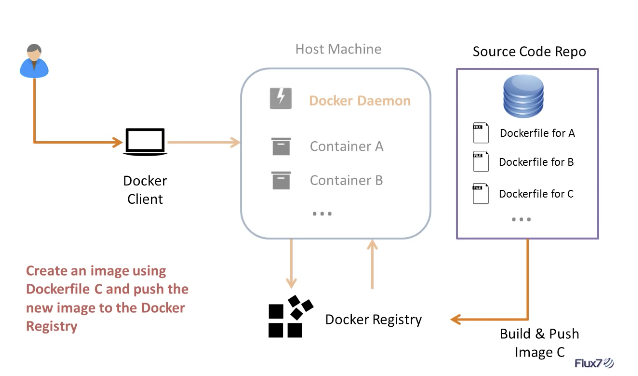 Host Machine
Source Code Repo
Docker Daemon
Container A
Container B
...
Dockerfile for A
Dockerfile for B
Dockerfile for C
...
Docker
Client
Create an image using
Dockerfile C and push the
new image to the Docker
Registry
Docker Registry
Build & Push
Image C
Flux7